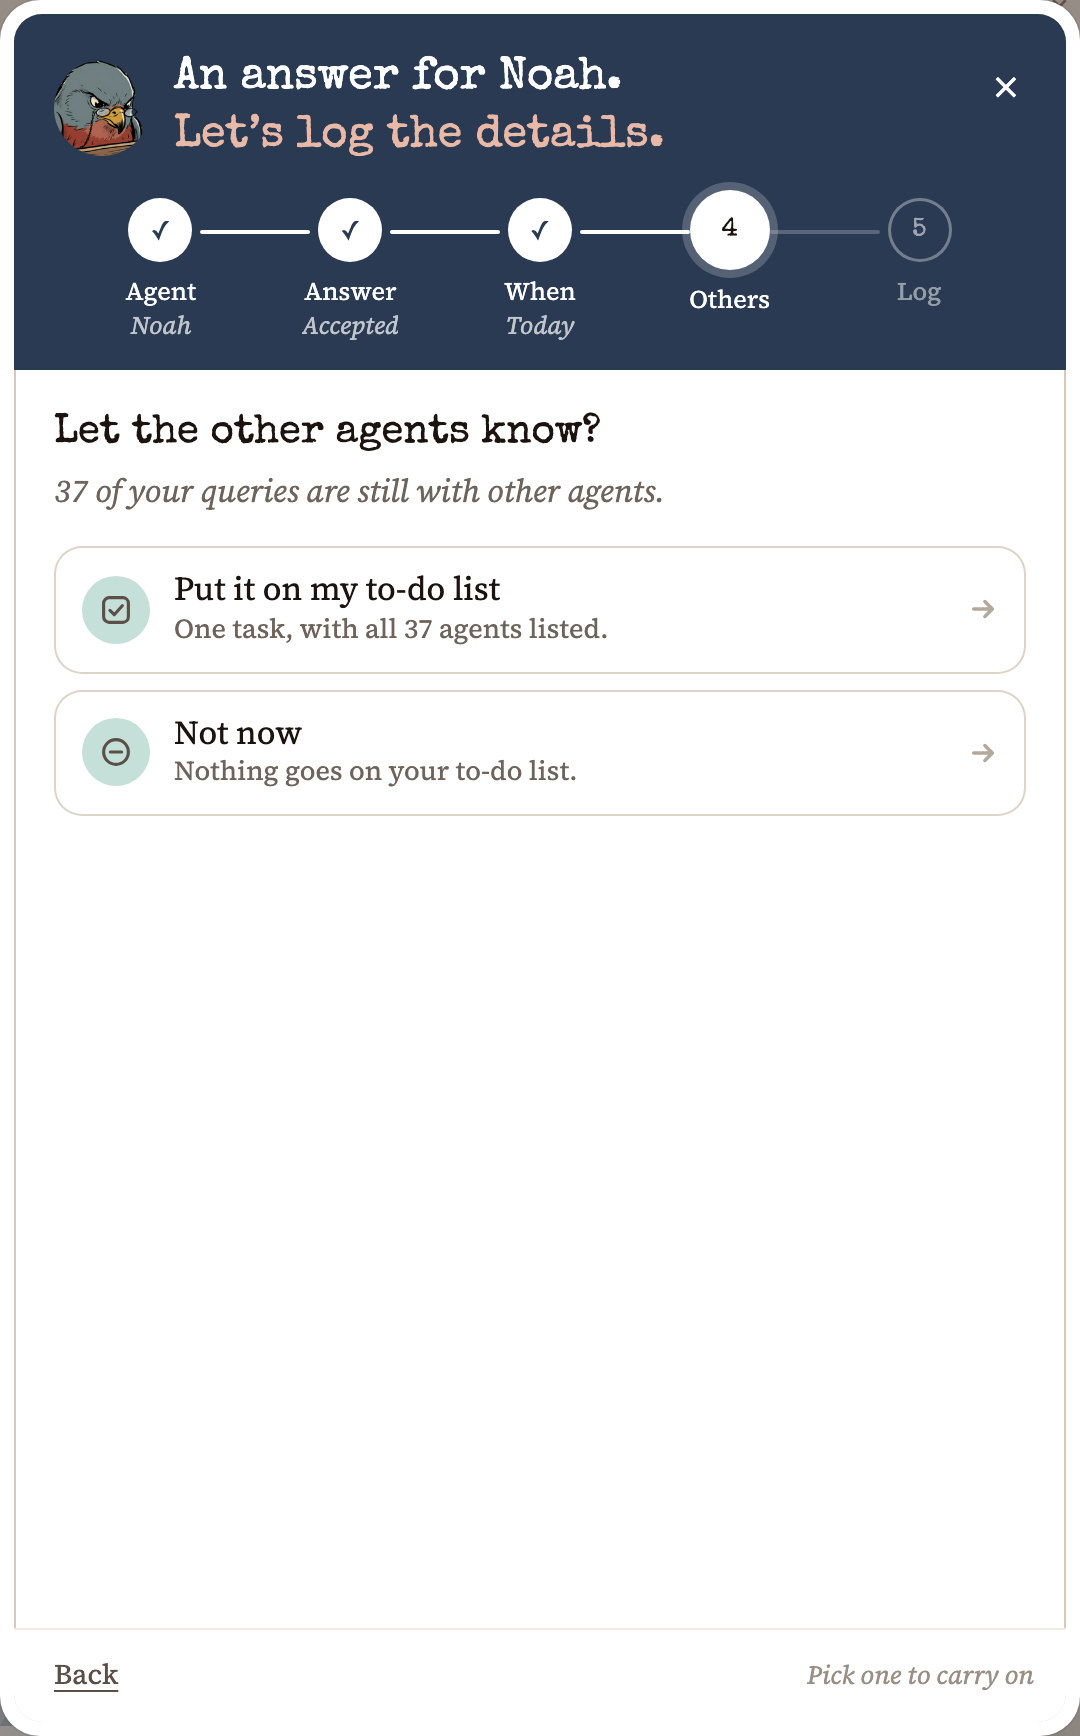 An answer for Noah.
Let's log the details.
✓ ✓ ✓ 4 5
Agent Answer When Others Log
Noah Accepted Today
Let the other agents know?
37 of your queries are still with other agents.
Put it on my to-do list
One task, with all 37 agents listed.
Not now
Nothing goes on your to-do list.
Back Pick one to carry on